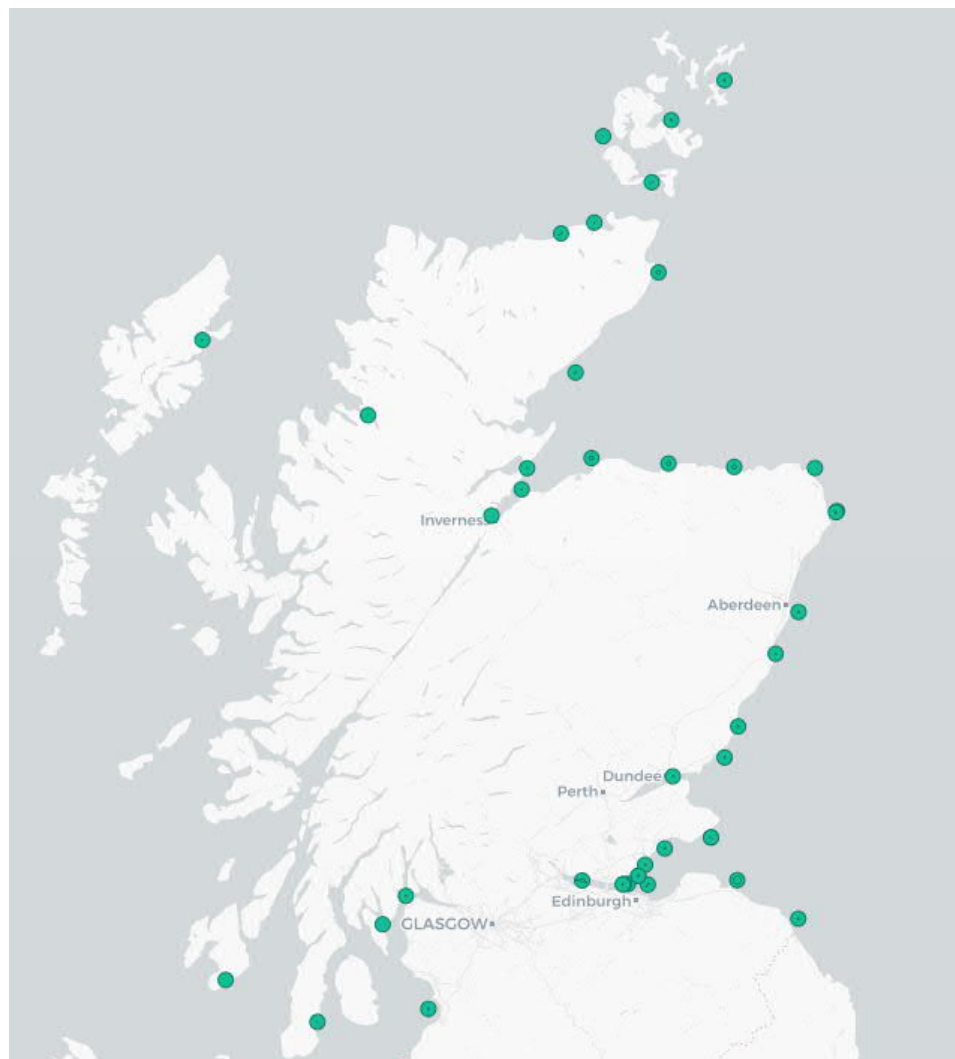 Inverness
Aberdeen
Dundee
Perth
Edinburgh
GLASGOW